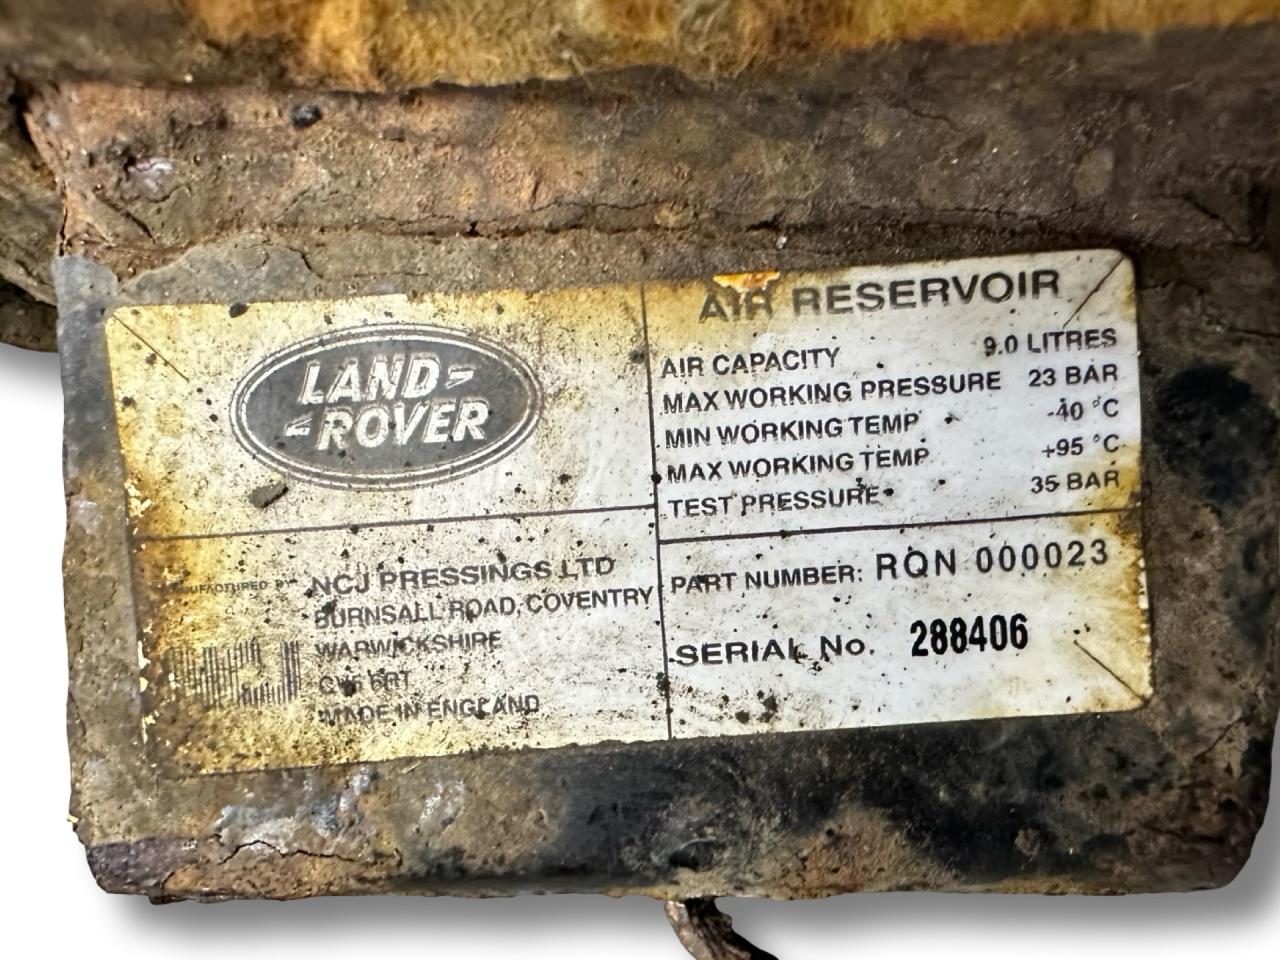 LAND-
-ROVER
AIR RESERVOIR
AIR CAPACITY 9.0 LITRES
MAX WORKING PRESSURE 23 BAR
MIN WORKING TEMP -40 °C
MAX WORKING TEMP +95 °C
TEST PRESSURE 35 BAR
MANUFACTURED BY NCJ PRESSINGS LTD
BURNSALL ROAD, COVENTRY
WARWICKSHIRE
MADE IN ENGLAND
PART NUMBER: RQN 000023
SERIAL No. 288406